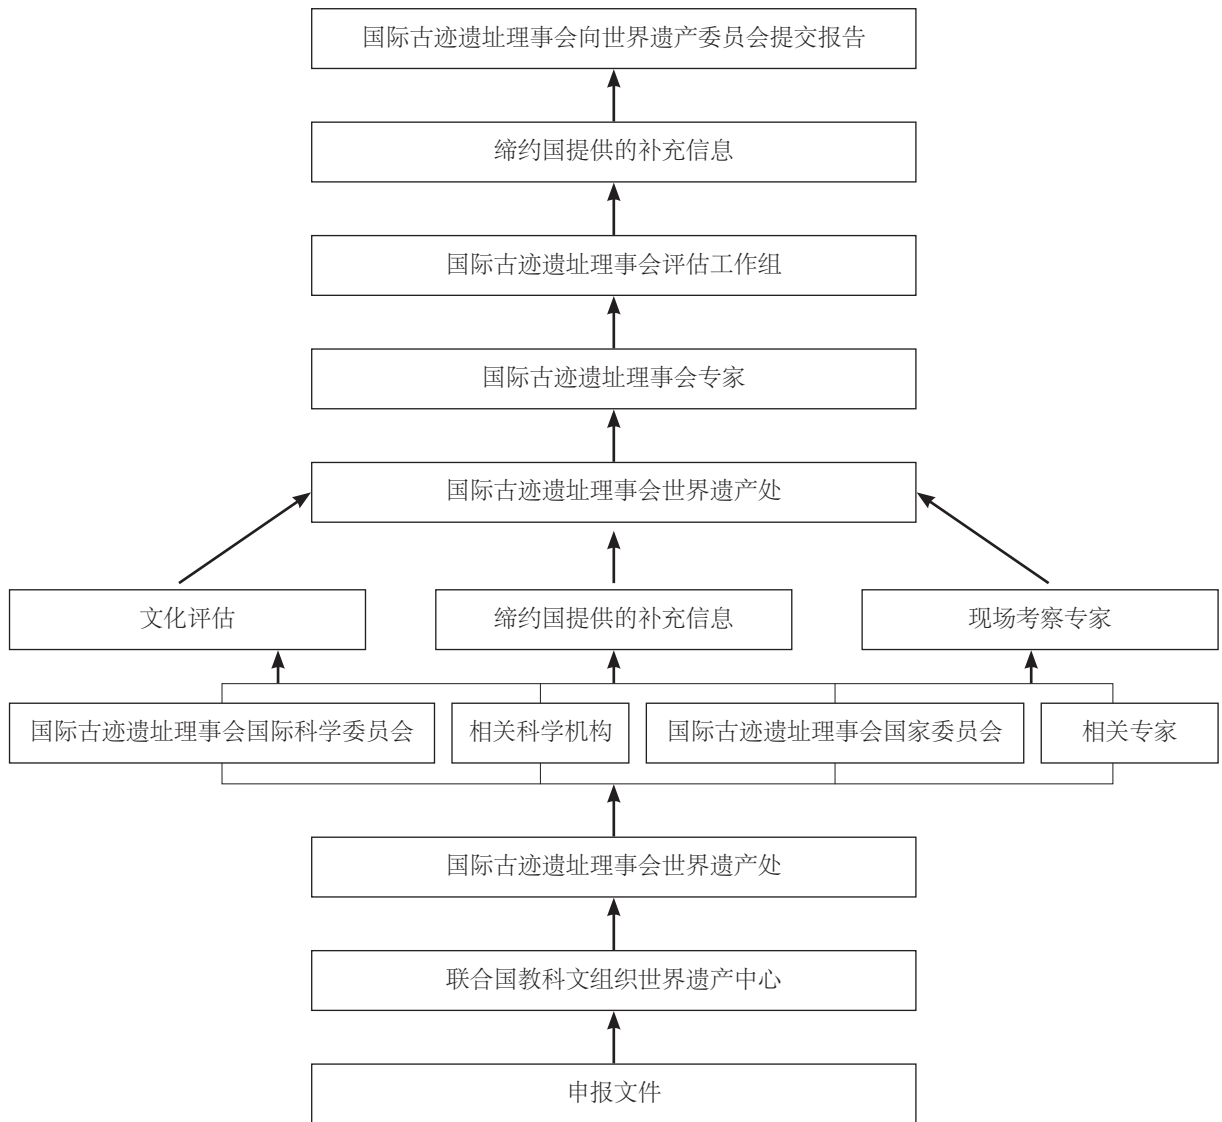 国际古迹遗址理事会向世界遗产委员会提交报告
缔约国提供的补充信息
国际古迹遗址理事会评估工作组
国际古迹遗址理事会专家
国际古迹遗址理事会世界遗产处
文化评估
缔约国提供的补充信息
现场考察专家
国际古迹遗址理事会国际科学委员会
相关科学机构
国际古迹遗址理事会国家委员会
相关专家
国际古迹遗址理事会世界遗产处
联合国教科文组织世界遗产中心
申报文件